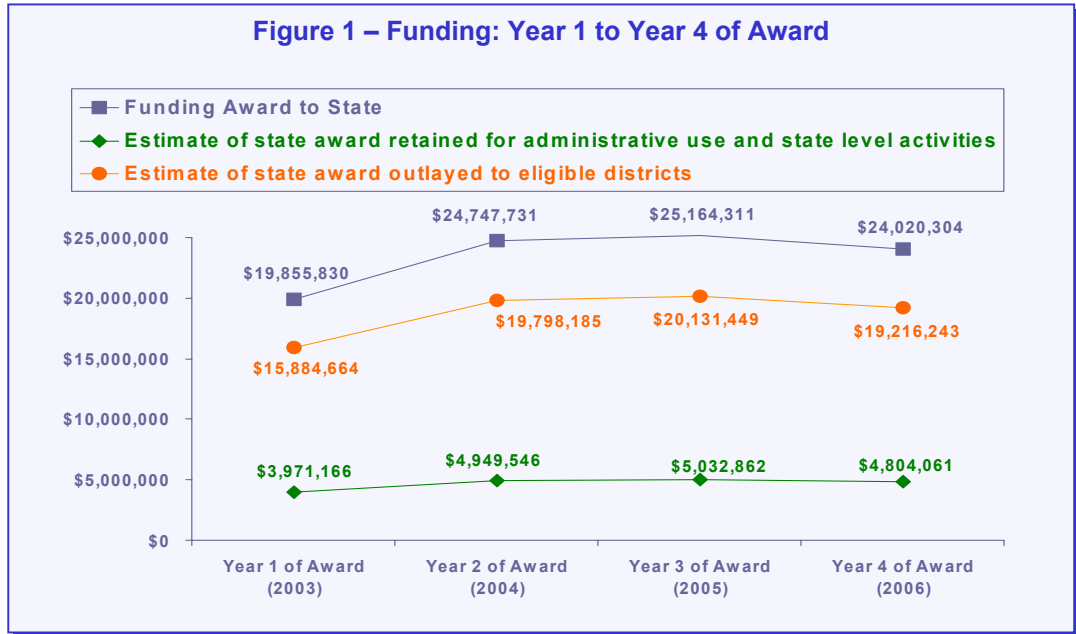 Figure 1 – Funding: Year 1 to Year 4 of Award
Funding Award to State
Estimate of state award retained for administrative use and state level activities
Estimate of state award outlayed to eligible districts
$24,747,731
$25,164,311
$24,020,304
$25,000,000
$19,855,830
$20,000,000
$19,798,185
$20,131,449
$19,216,243
$15,000,000
$15,884,664
$10,000,000
$3,971,166
$4,949,546
$5,032,862
$4,804,061
$5,000,000
$0
Year 1 of Award
(2003)
Year 2 of Award
(2004)
Year 3 of Award
(2005)
Year 4 of Award
(2006)